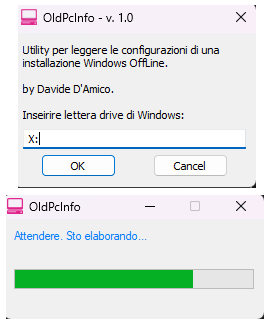 OldPcInfo - v. 1.0
Utility per leggere le configurazioni di una
installazione Windows OffLine.
by Davide D'Amico.
Inseirire lettera drive di Windows:
X:
OK Cancel
OldPcInfo
Attendere. Sto elaborando...